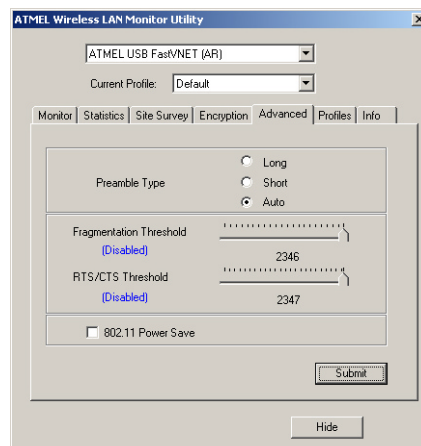 ATMEL Wireless LAN Monitor Utility
ATMEL USB FastVNET (AR)
Current Profile: Default
Monitor Statistics Site Survey Encryption Advanced Profiles Info
Long
Preamble Type Short
Auto
Fragmentation Threshold
(Disabled)
2346
RTS/CTS Threshold
(Disabled)
2347
802.11 Power Save
Submit
Hide